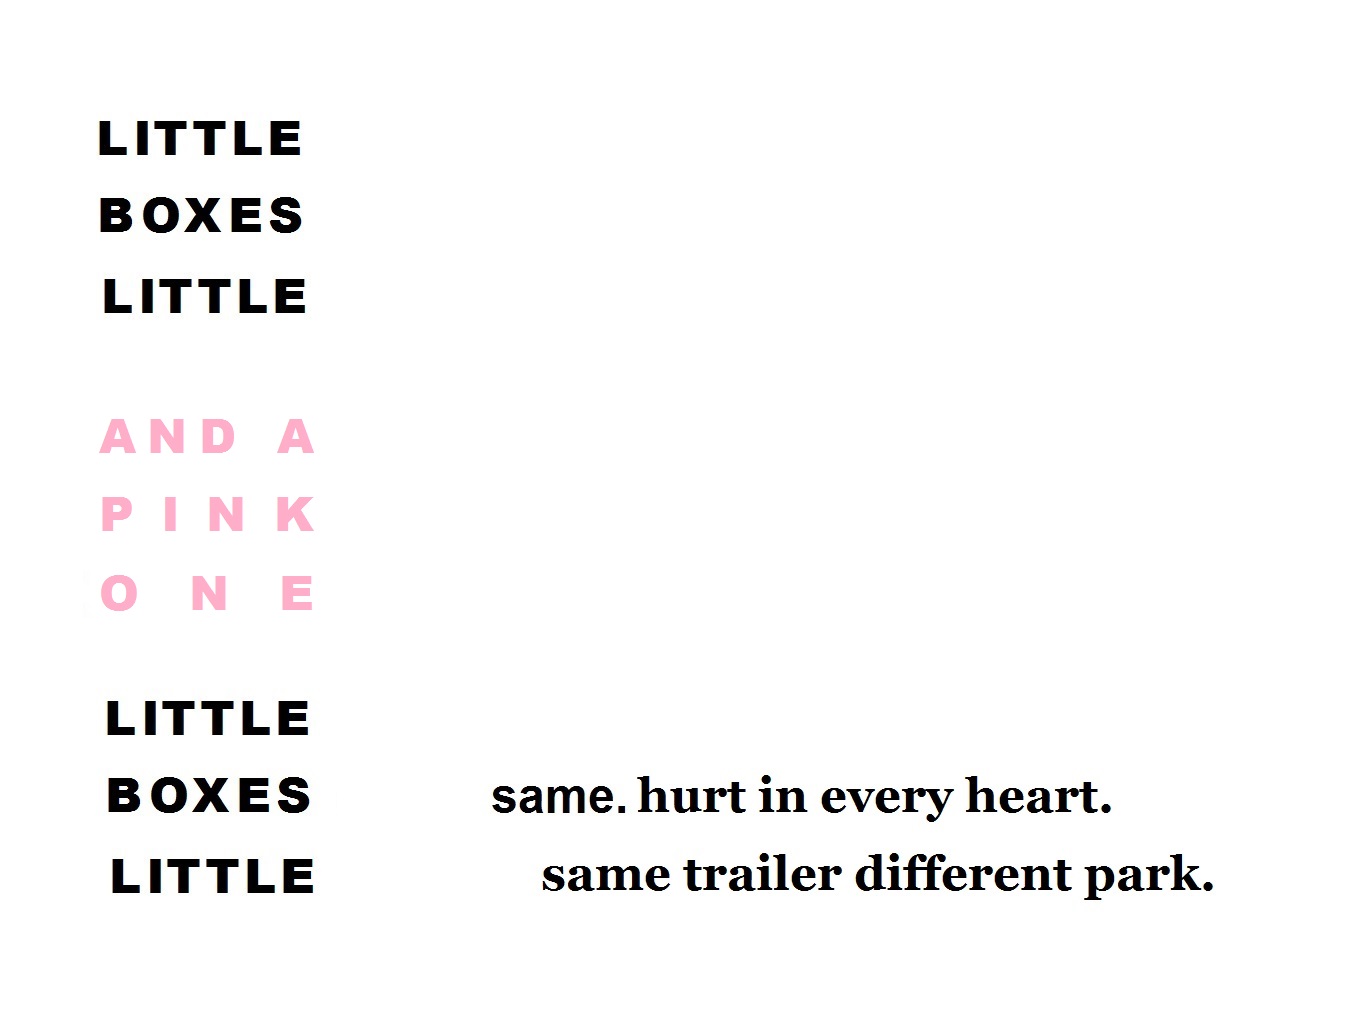 LITTLE
BOXES
LITTLE
AND A
PINK
ONE
LITTLE
BOXES
LITTLE
same. hurt in every heart.
same trailer different park.